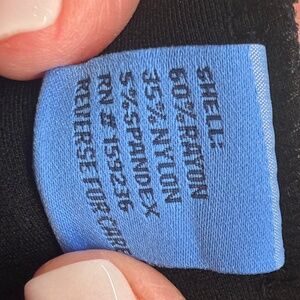 SHELL:
60% RAYON
35% NYLON
5% SPANDEX
RN # 159236
REVERSE FOR CARE